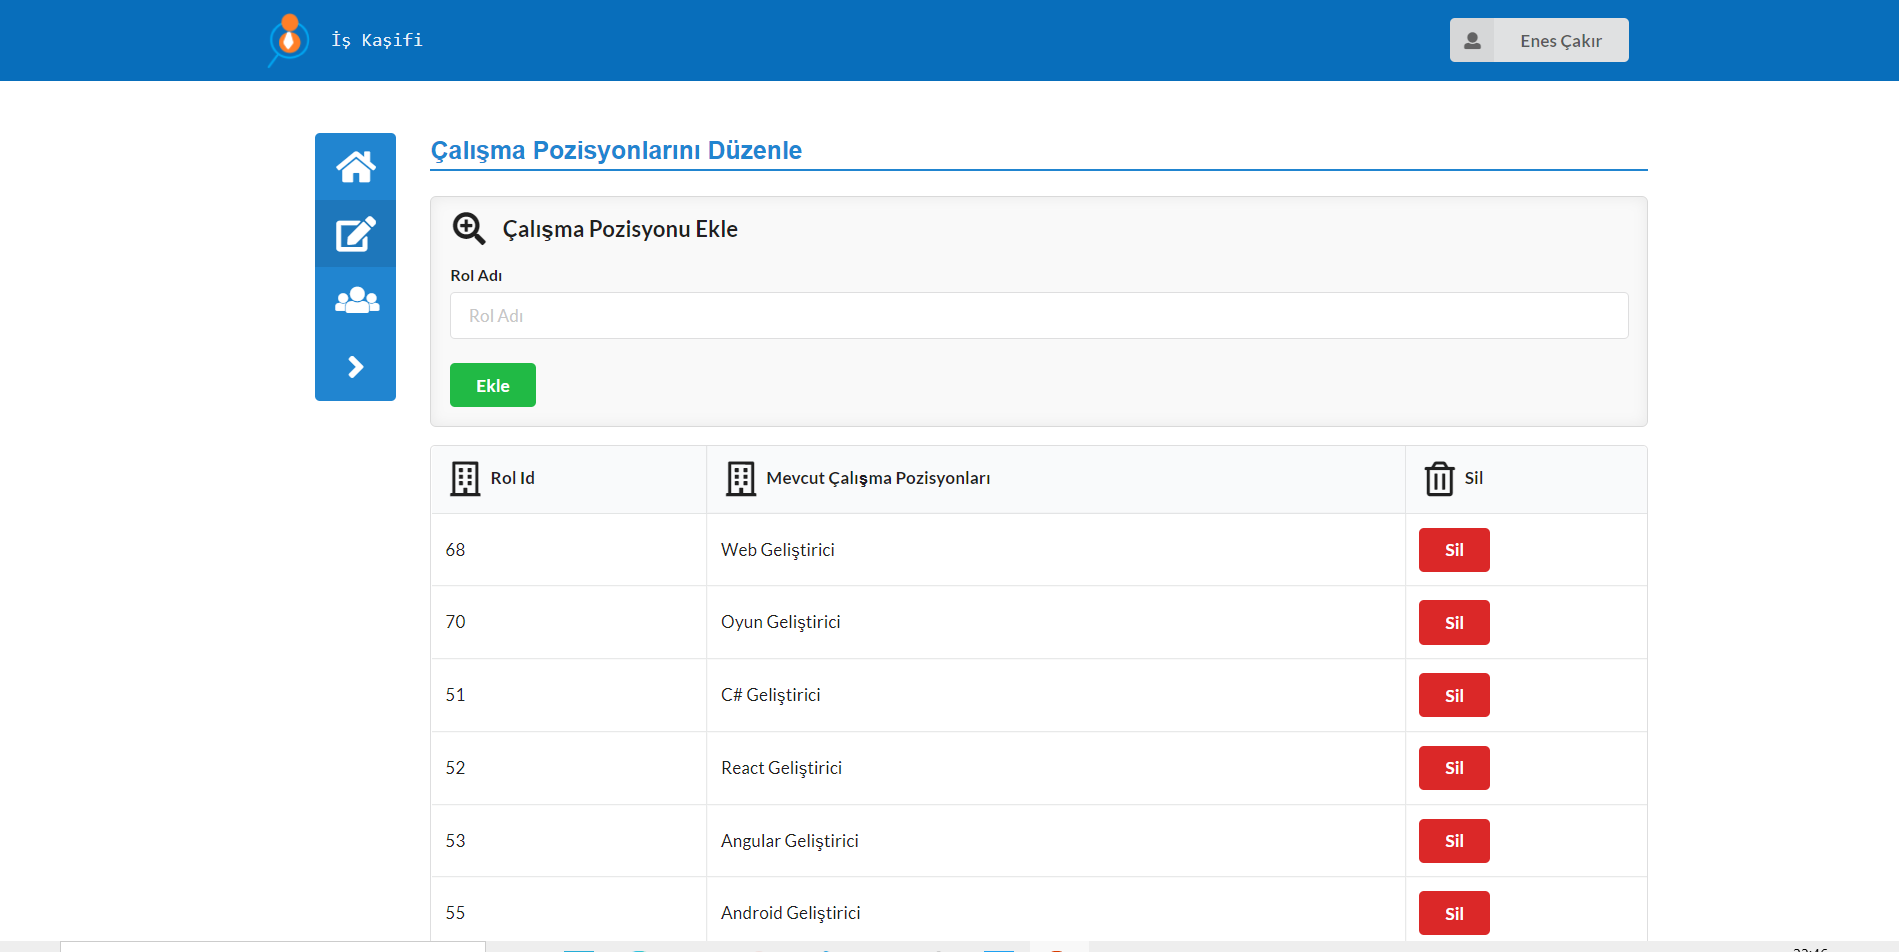 İş Kaşifi
Enes Çakır
Çalışma Pozisyonlarını Düzenle
Çalışma Pozisyonu Ekle
Rol Adı
Rol Adı
Ekle
Rol Id Mevcut Çalışma Pozisyonları Sil
68 Web Geliştirici Sil
70 Oyun Geliştirici Sil
51 C# Geliştirici Sil
52 React Geliştirici Sil
53 Angular Geliştirici Sil
55 Android Geliştirici Sil